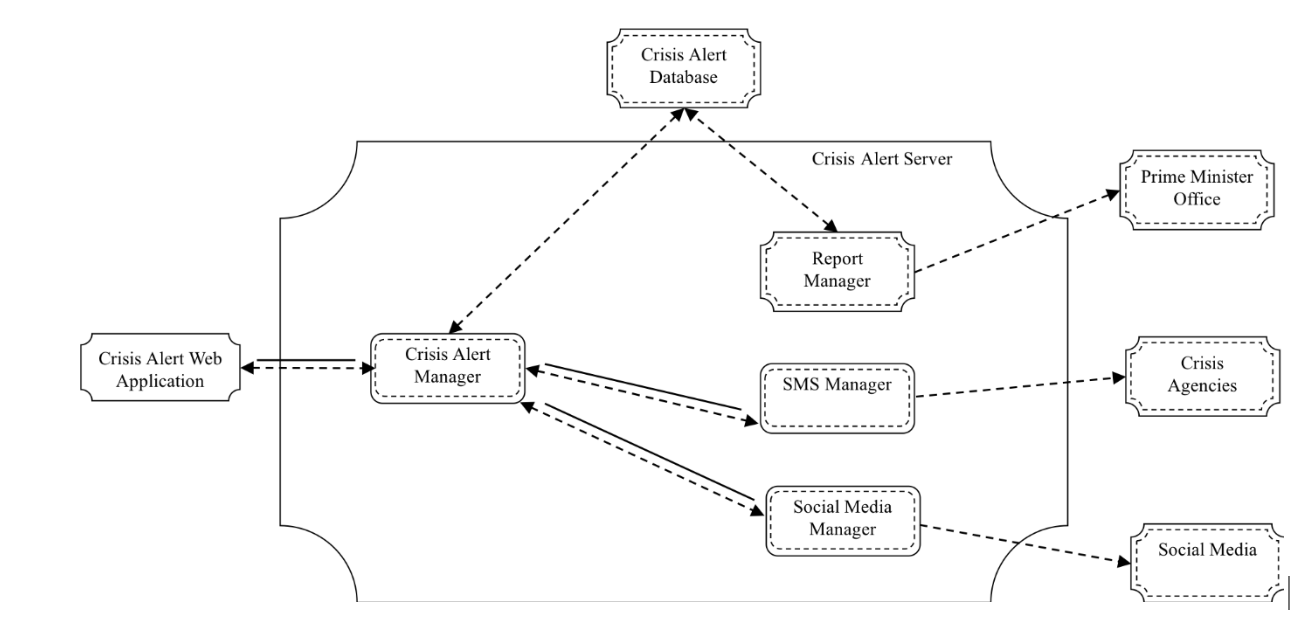 Crisis Alert
Database
Crisis Alert Server
Prime Minister
Office
Report
Manager
Crisis Alert Web
Application
Crisis Alert
Manager
SMS Manager
Crisis
Agencies
Social Media
Manager
Social Media